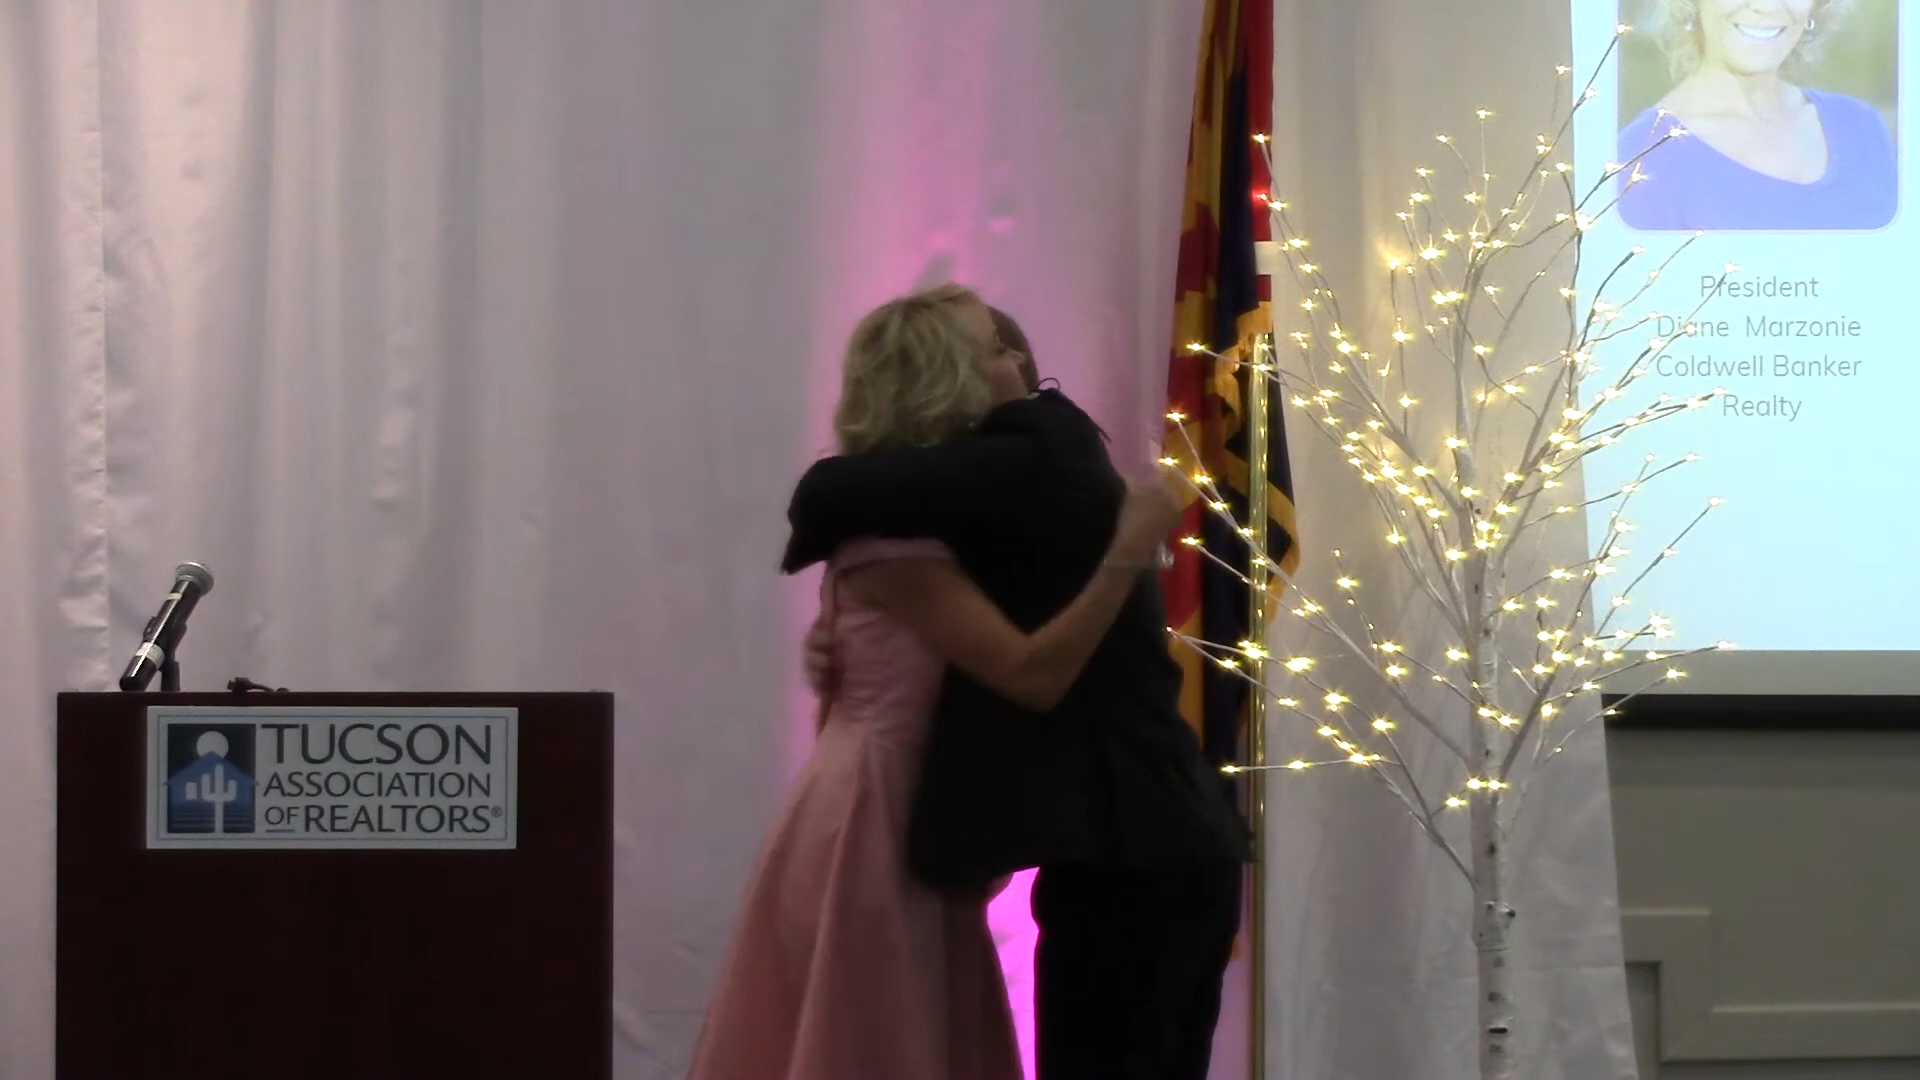 TUCSON
ASSOCIATION
OF REALTORS®
President
Diane Marzonie
Coldwell Banker
Realty